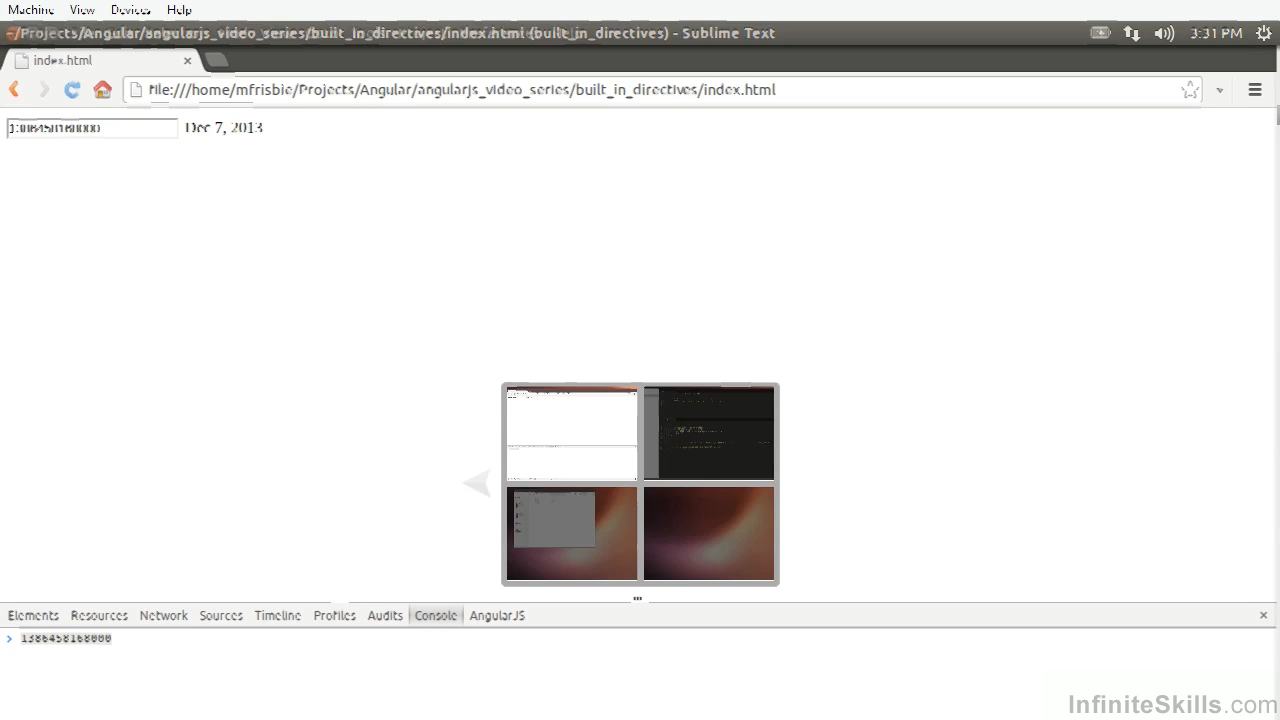 Machine View Devices Help
~/Projects/Angular/angularjs_video_series/built_in_directives/index.html (built_in_directives) - Sublime Text 3:31 PM
index.html
file:///home/mfrisbie/Projects/Angular/angularjs_video_series/built_in_directives/index.html
Dec 7, 2013
Elements Resources Network Sources Timeline Profiles Audits Console AngularJS
> 1386458168000
InfiniteSkills.com